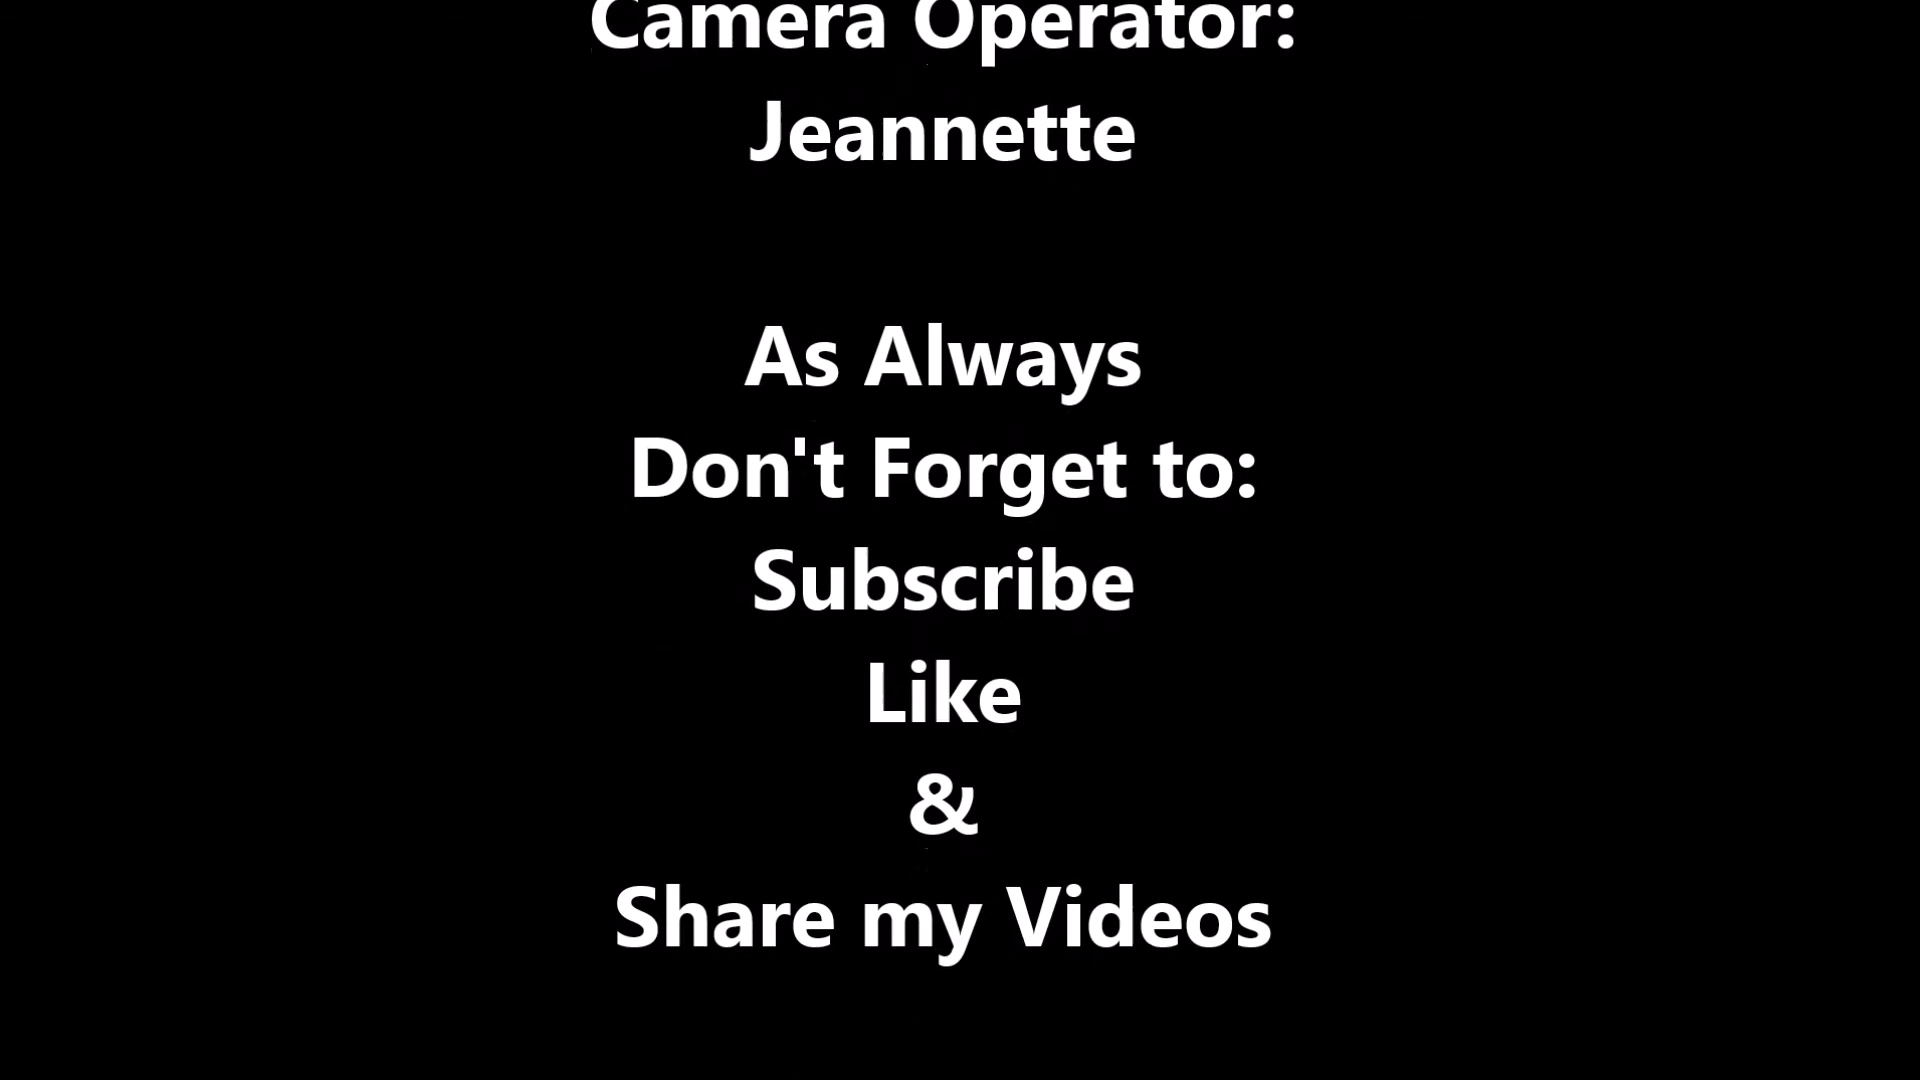 Camera Operator:
Jeannette
As Always
Don't Forget to:
Subscribe
Like
&
Share my Videos